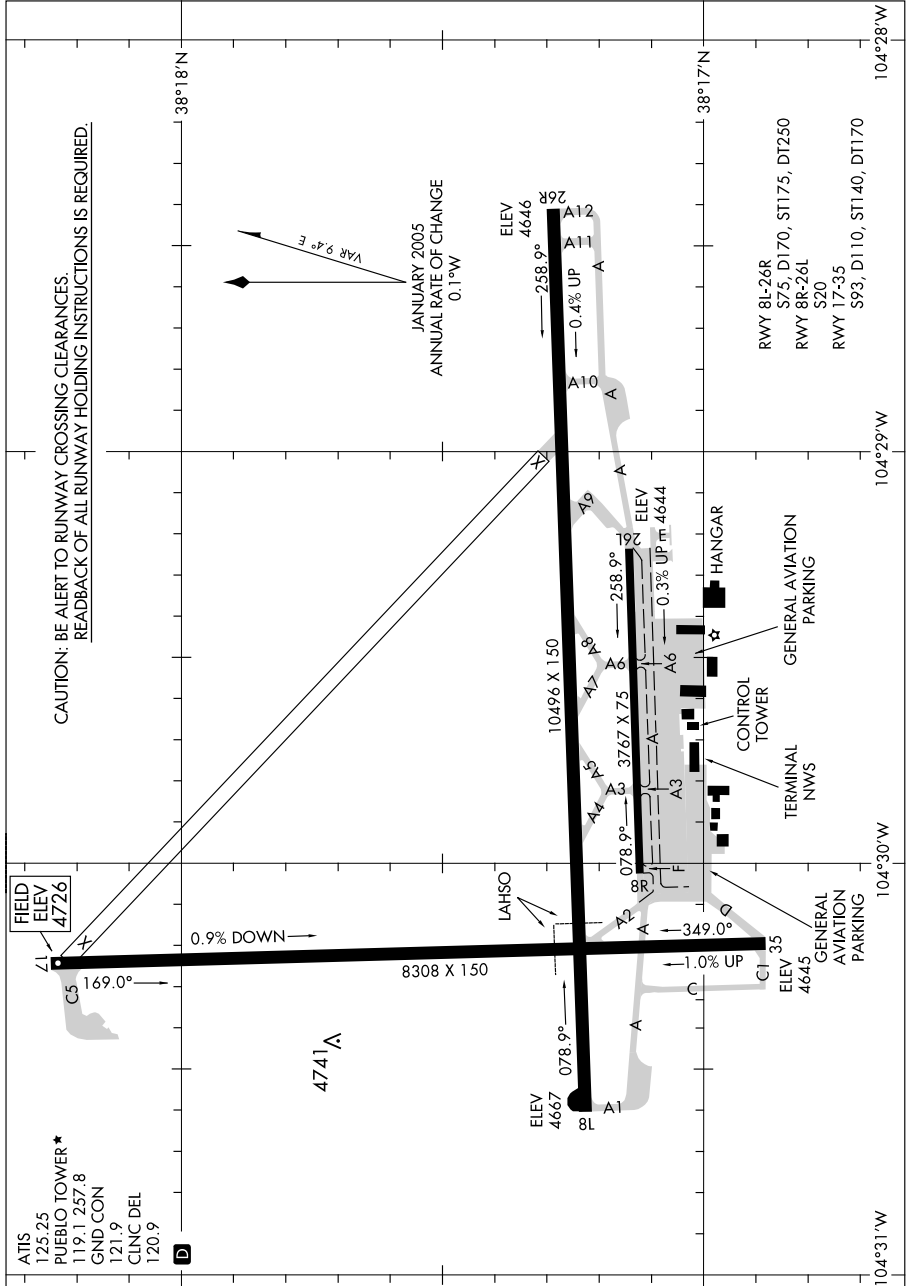 ATIS
125.25
PUEBLO TOWER★
119.1 257.8
GND CON
121.9
CLNC DEL
120.9
D
CAUTION: BE ALERT TO RUNWAY CROSSING CLEARANCES.
READBACK OF ALL RUNWAY HOLDING INSTRUCTIONS IS REQUIRED.
FIELD
ELEV
4726
17
X
C5
169.0°
0.9% DOWN
8308 X 150
4741
38°18'N
VAR 9.4° E
JANUARY 2005
ANNUAL RATE OF CHANGE
0.1°W
LAHSO
078.9°
ELEV
4667
8L
A1
10496 X 150
X
258.9°
0.4% UP
ELEV
4646
26R
A12
A11
A
A10
A
A
A9
A8
A7
A6
A5
A4
A3
A2
A
A
8R
078.9°
3767 X 75
258.9°
26L
ELEV
4644
0.3% UP
E
A6
A
A3
F
D
349.0°
1.0% UP
C
C1
35
ELEV
4645
GENERAL
AVIATION
PARKING
TERMINAL
NWS
CONTROL
TOWER
GENERAL AVIATION
PARKING
HANGAR
38°17'N
RWY 8L-26R
S75, D170, ST175, DT250
RWY 8R-26L
S20
RWY 17-35
S93, D110, ST140, DT170
104°31'W
104°30'W
104°29'W
104°28'W